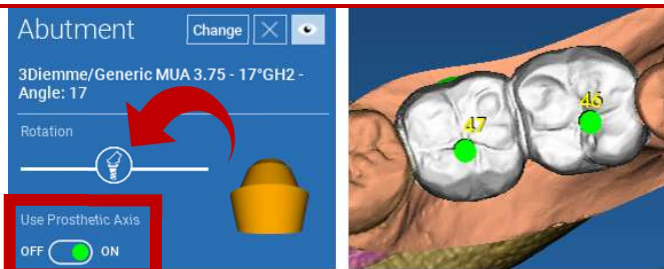 Abutment
Change
3Diemme/Generic MUA 3.75 - 17°GH2 -
Angle: 17
Rotation
Use Prosthetic Axis
OFF ON
47
46